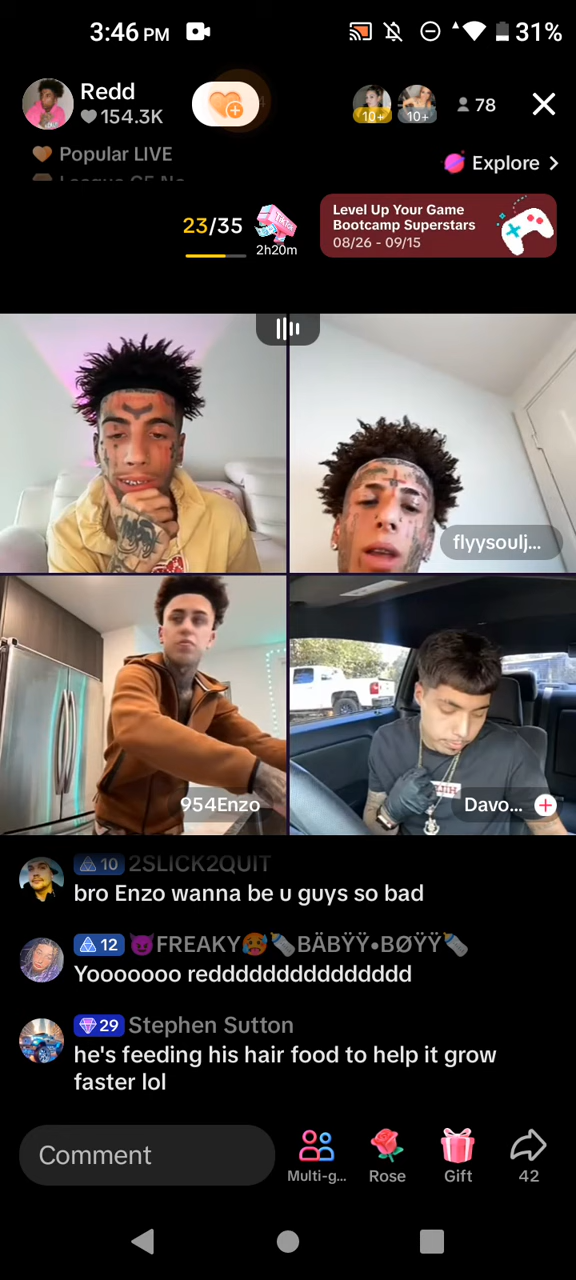 3:46 PM
31%
Redd
154.3K
10+
10+
78
Popular LIVE
Explore >
23/35
2h20m
Level Up Your Game
Bootcamp Superstars
08/26 - 09/15
flyysoulj...
954Enzo
Davo...
10 2SLICK2QUIT
bro Enzo wanna be u guys so bad
12 😈FREAKY🥵🍼BÄBŸŸ•BØŸŸ🍼
Yooooooo reddddddddddddddd
29 Stephen Sutton
he's feeding his hair food to help it grow
faster lol
Comment
Multi-g...
Rose
Gift
42